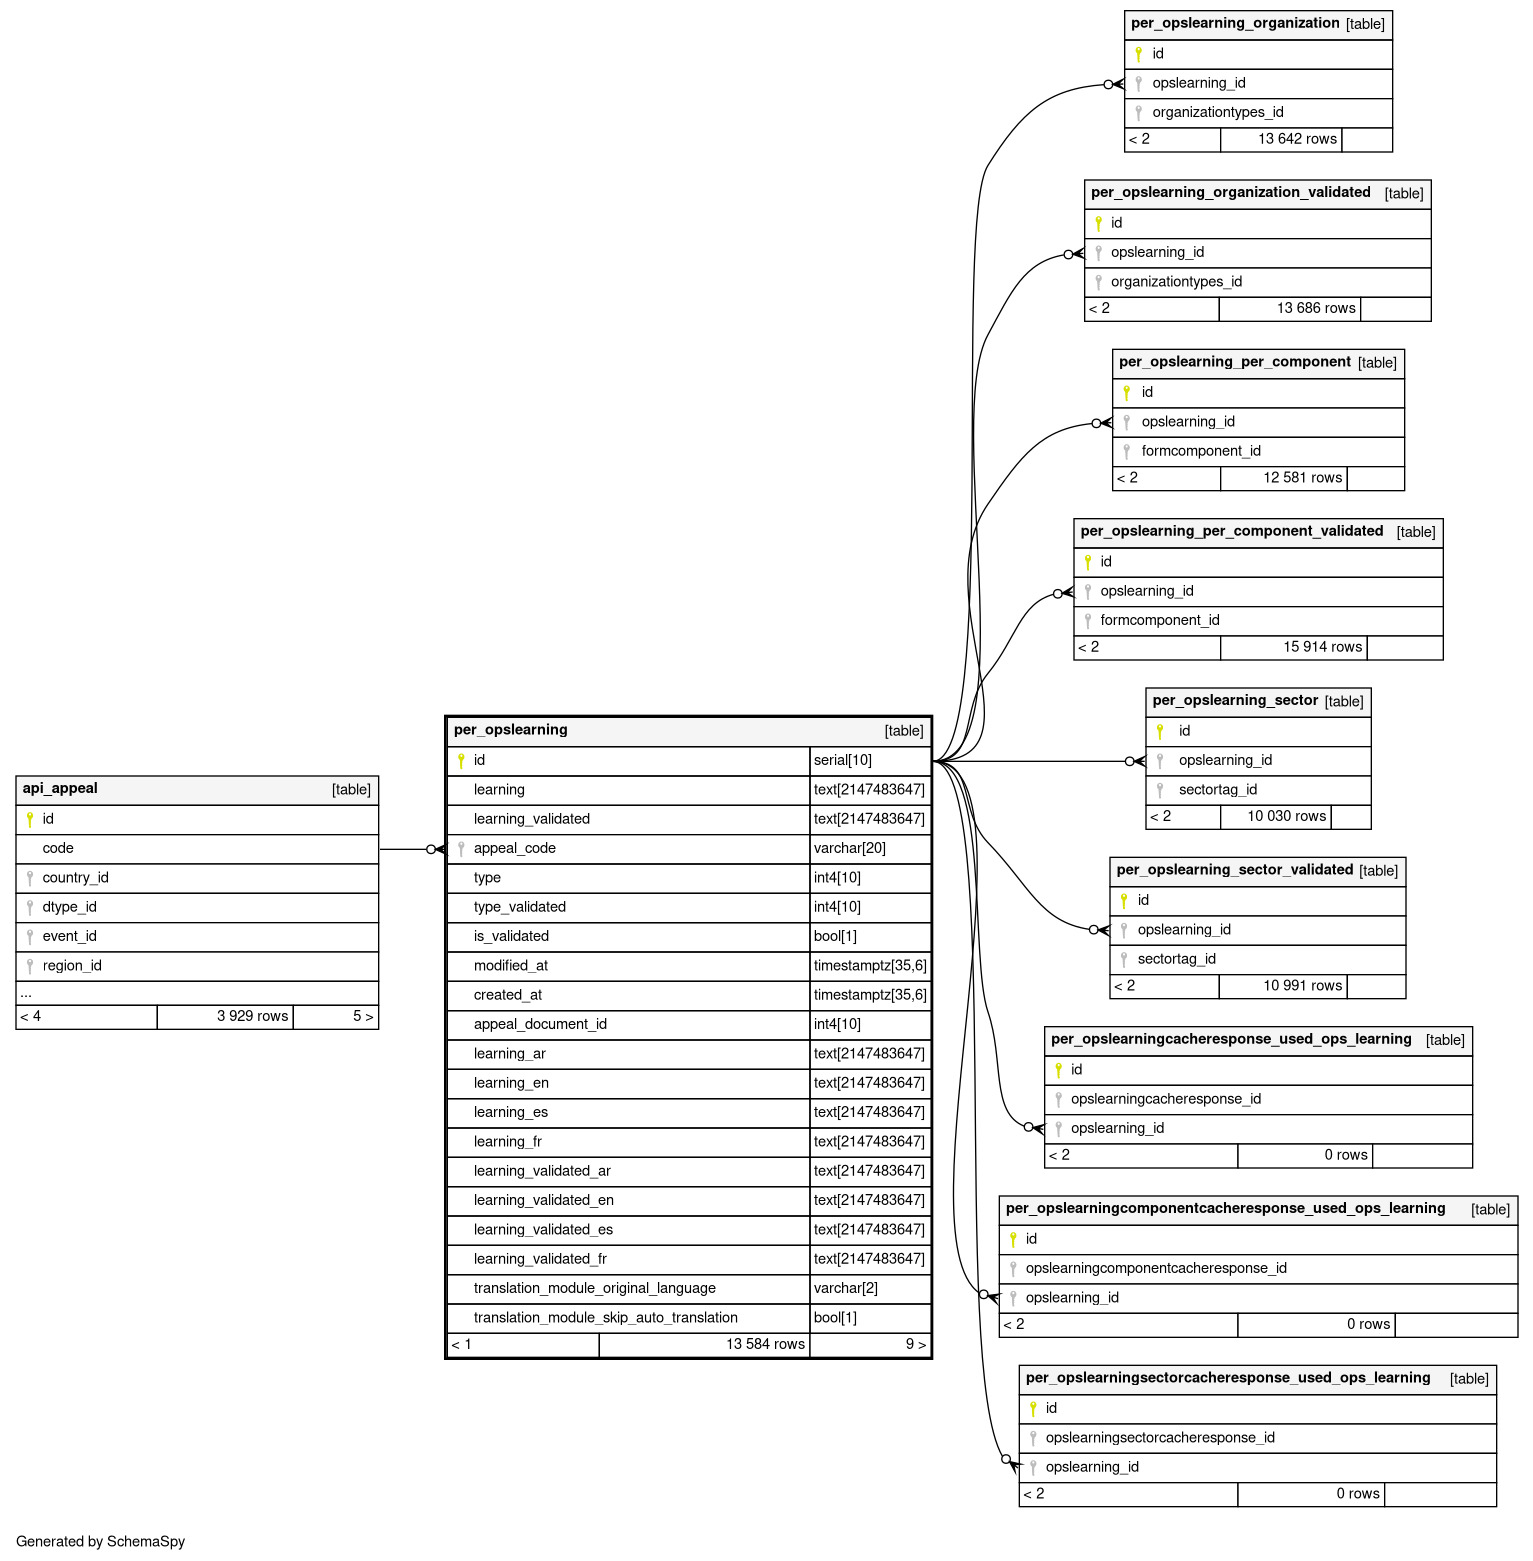 per_opslearning_organization [table]
id
opslearning_id
organizationtypes_id
< 2 13 642 rows
per_opslearning_organization_validated [table]
id
opslearning_id
organizationtypes_id
< 2 13 686 rows
per_opslearning_per_component [table]
id
opslearning_id
formcomponent_id
< 2 12 581 rows
per_opslearning_per_component_validated [table]
id
opslearning_id
formcomponent_id
< 2 15 914 rows
per_opslearning_sector [table]
id
opslearning_id
sectortag_id
< 2 10 030 rows
per_opslearning_sector_validated [table]
id
opslearning_id
sectortag_id
< 2 10 991 rows
per_opslearningcacheresponse_used_ops_learning [table]
id
opslearningcacheresponse_id
opslearning_id
< 2 0 rows
per_opslearningcomponentcacheresponse_used_ops_learning [table]
id
opslearningcomponentcacheresponse_id
opslearning_id
< 2 0 rows
per_opslearningsectorcacheresponse_used_ops_learning [table]
id
opslearningsectorcacheresponse_id
opslearning_id
< 2 0 rows
per_opslearning [table]
id serial[10]
learning text[2147483647]
learning_validated text[2147483647]
appeal_code varchar[20]
type int4[10]
type_validated int4[10]
is_validated bool[1]
modified_at timestamptz[35,6]
created_at timestamptz[35,6]
appeal_document_id int4[10]
learning_ar text[2147483647]
learning_en text[2147483647]
learning_es text[2147483647]
learning_fr text[2147483647]
learning_validated_ar text[2147483647]
learning_validated_en text[2147483647]
learning_validated_es text[2147483647]
learning_validated_fr text[2147483647]
translation_module_original_language varchar[2]
translation_module_skip_auto_translation bool[1]
< 1 13 584 rows 9 >
api_appeal [table]
id
code
country_id
dtype_id
event_id
region_id
...
< 4 3 929 rows 5 >
Generated by SchemaSpy